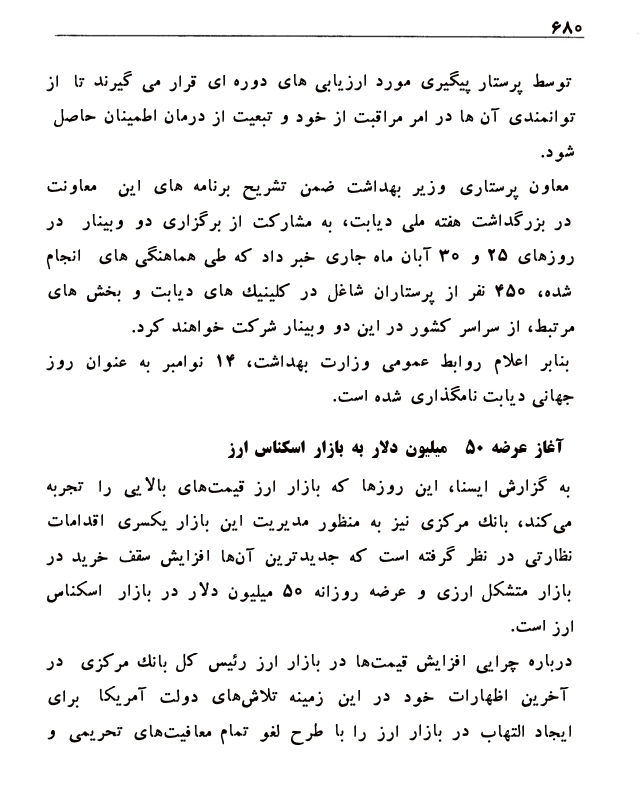 ۶۸۰
توسط پرستار پیگیری مورد ارزیابی های دوره ای قرار می گیرند تا از
توانمندی آن ها در امر مراقبت از خود و تبعیت از درمان اطمینان حاصل
شود.
معاون پرستاری وزیر بهداشت ضمن تشریح برنامه های این معاونت
در بزرگداشت هفته ملی دیابت، به مشارکت از برگزاری دو وبینار در
روزهای ۲۵ و ۳۰ آبان ماه جاری خبر داد که طی هماهنگی های انجام
شده، ۴۵۰ نفر از پرستاران شاغل در کلینیک های دیابت و بخش های
مرتبط، از سراسر کشور در این دو وبینار شرکت خواهند کرد.
بنابر اعلام روابط عمومی وزارت بهداشت، ۱۴ نوامبر به عنوان روز
جهانی دیابت نامگذاری شده است.
آغاز عرضه ۵۰ میلیون دلار به بازار اسکناس ارز
به گزارش ایسنا، این روزها که بازار ارز قیمت‌های بالایی را تجربه
می‌کند، بانک مرکزی نیز به منظور مدیریت این بازار یکسری اقدامات
نظارتی در نظر گرفته است که جدیدترین آن‌ها افزایش سقف خرید در
بازار متشکل ارزی و عرضه روزانه ۵۰ میلیون دلار در بازار اسکناس
ارز است.
درباره چرایی افزایش قیمت‌ها در بازار ارز رئیس کل بانک مرکزی در
آخرین اظهارات خود در این زمینه تلاش‌های دولت آمریکا برای
ایجاد التهاب در بازار ارز را با طرح لغو تمام معافیت‌های تحریمی و